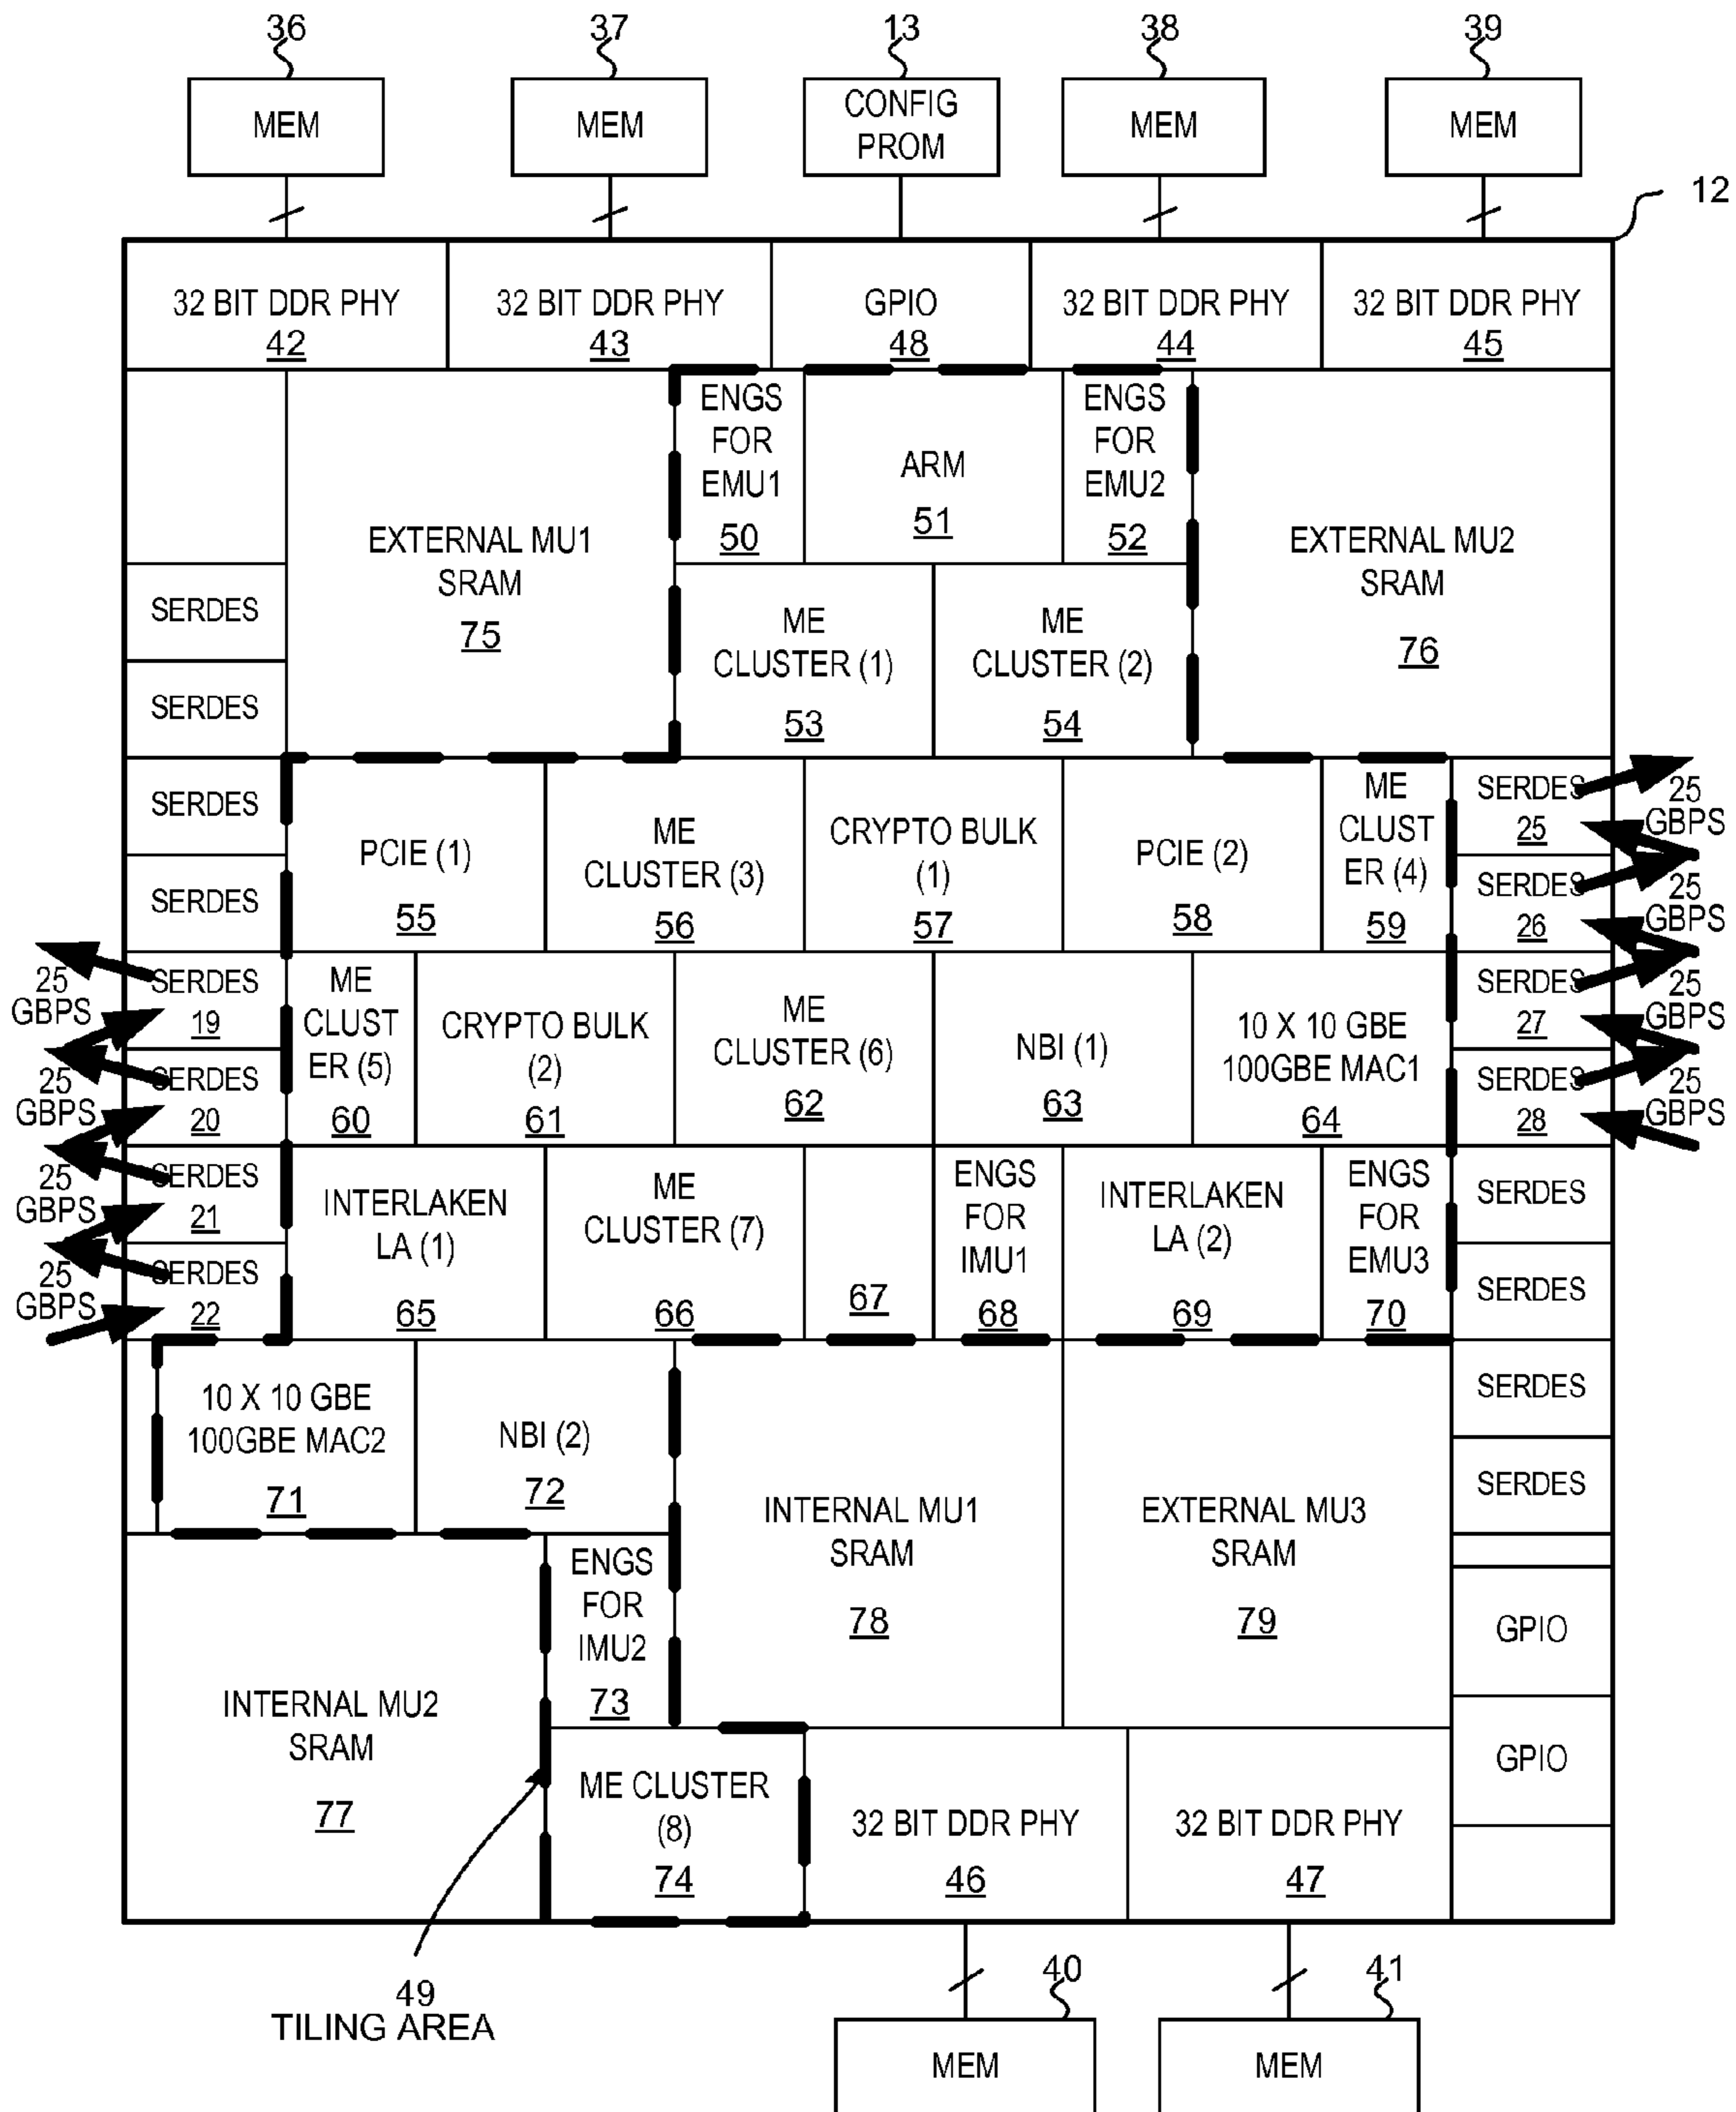 36
37
13
38
39
MEM
MEM
CONFIG
PROM
MEM
MEM
12
32 BIT DDR PHY
42
32 BIT DDR PHY
43
GPIO
48
32 BIT DDR PHY
44
32 BIT DDR PHY
45
EXTERNAL MU1
SRAM
75
ENGS
FOR
EMU1
50
ARM
51
ENGS
FOR
EMU2
52
EXTERNAL MU2
SRAM
76
SERDES
SERDES
ME
CLUSTER (1)
53
ME
CLUSTER (2)
54
SERDES
SERDES
PCIE (1)
55
ME
CLUSTER (3)
56
CRYPTO BULK
(1)
57
PCIE (2)
58
ME
CLUST
ER (4)
59
SERDES
25
25
GBPS
SERDES
26
25
GBPS
25
GBPS
SERDES
19
25
GBPS
SERDES
20
ME
CLUST
ER (5)
60
CRYPTO BULK
(2)
61
ME
CLUSTER (6)
62
NBI (1)
63
10 X 10 GBE
100GBE MAC1
64
SERDES
27
25
GBPS
SERDES
28
25
GBPS
25
GBPS
SERDES
21
25
GBPS
SERDES
22
INTERLAKEN
LA (1)
65
ME
CLUSTER (7)
66
67
ENGS
FOR
IMU1
68
INTERLAKEN
LA (2)
69
ENGS
FOR
EMU3
70
SERDES
SERDES
10 X 10 GBE
100GBE MAC2
71
NBI (2)
72
INTERNAL MU1
SRAM
78
EXTERNAL MU3
SRAM
79
SERDES
SERDES
INTERNAL MU2
SRAM
77
ENGS
FOR
IMU2
73
GPIO
GPIO
ME CLUSTER
(8)
74
32 BIT DDR PHY
46
32 BIT DDR PHY
47
49
TILING AREA
40
41
MEM
MEM